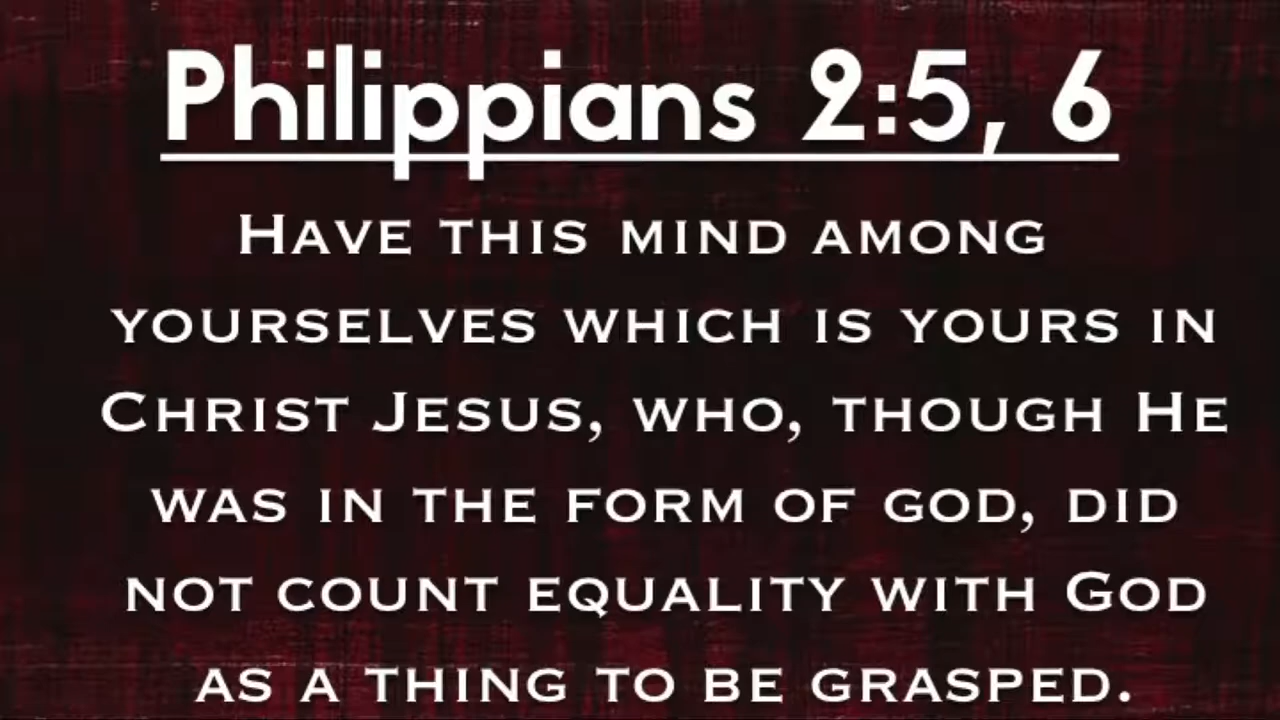 Philippians 2:5, 6
Have this mind among
yourselves which is yours in
Christ Jesus, who, though He
was in the form of god, did
not count equality with God
as a thing to be grasped.